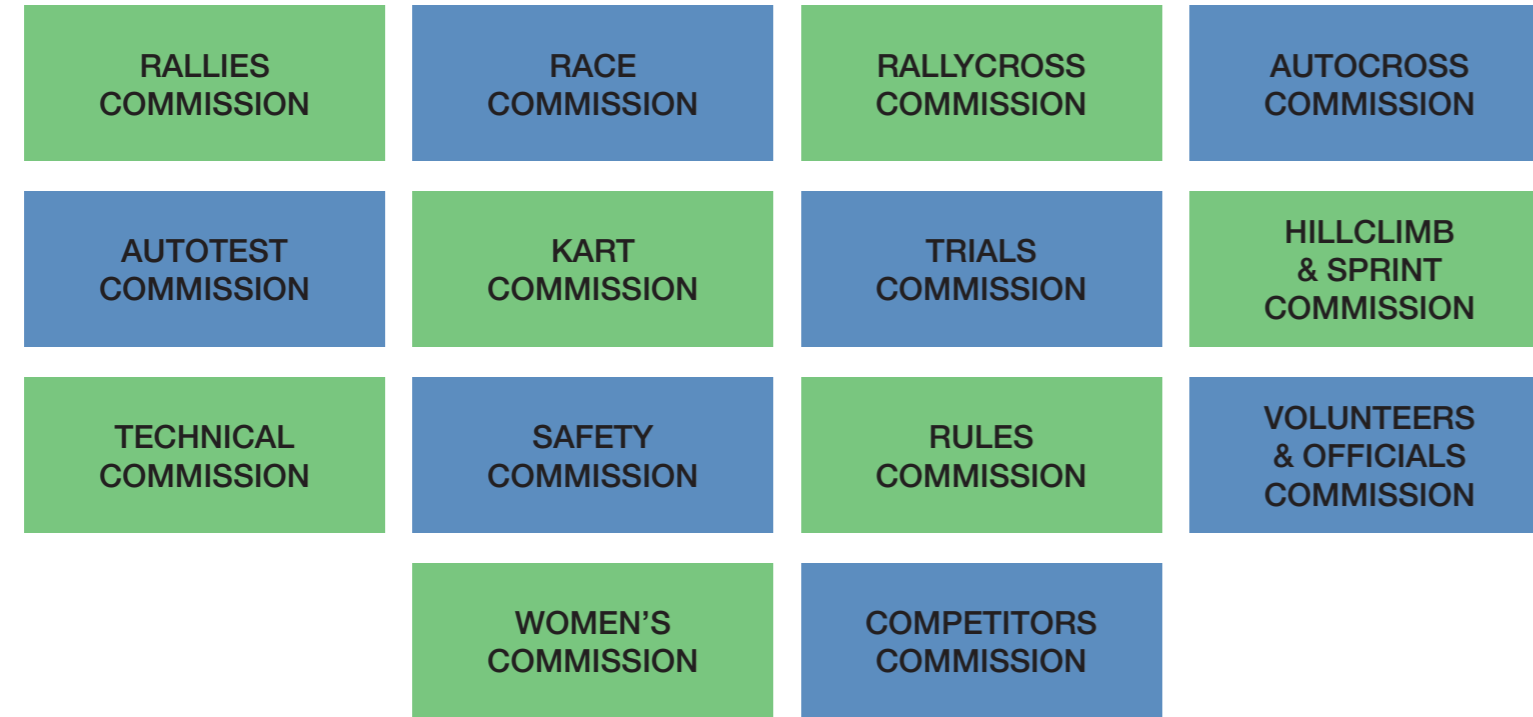 RALLIES
COMMISSION
RACE
COMMISSION
RALLYCROSS
COMMISSION
AUTOCROSS
COMMISSION
AUTOTEST
COMMISSION
KART
COMMISSION
TRIALS
COMMISSION
HILLCLIMB
& SPRINT
COMMISSION
TECHNICAL
COMMISSION
SAFETY
COMMISSION
RULES
COMMISSION
VOLUNTEERS
& OFFICIALS
COMMISSION
WOMEN’S
COMMISSION
COMPETITORS
COMMISSION